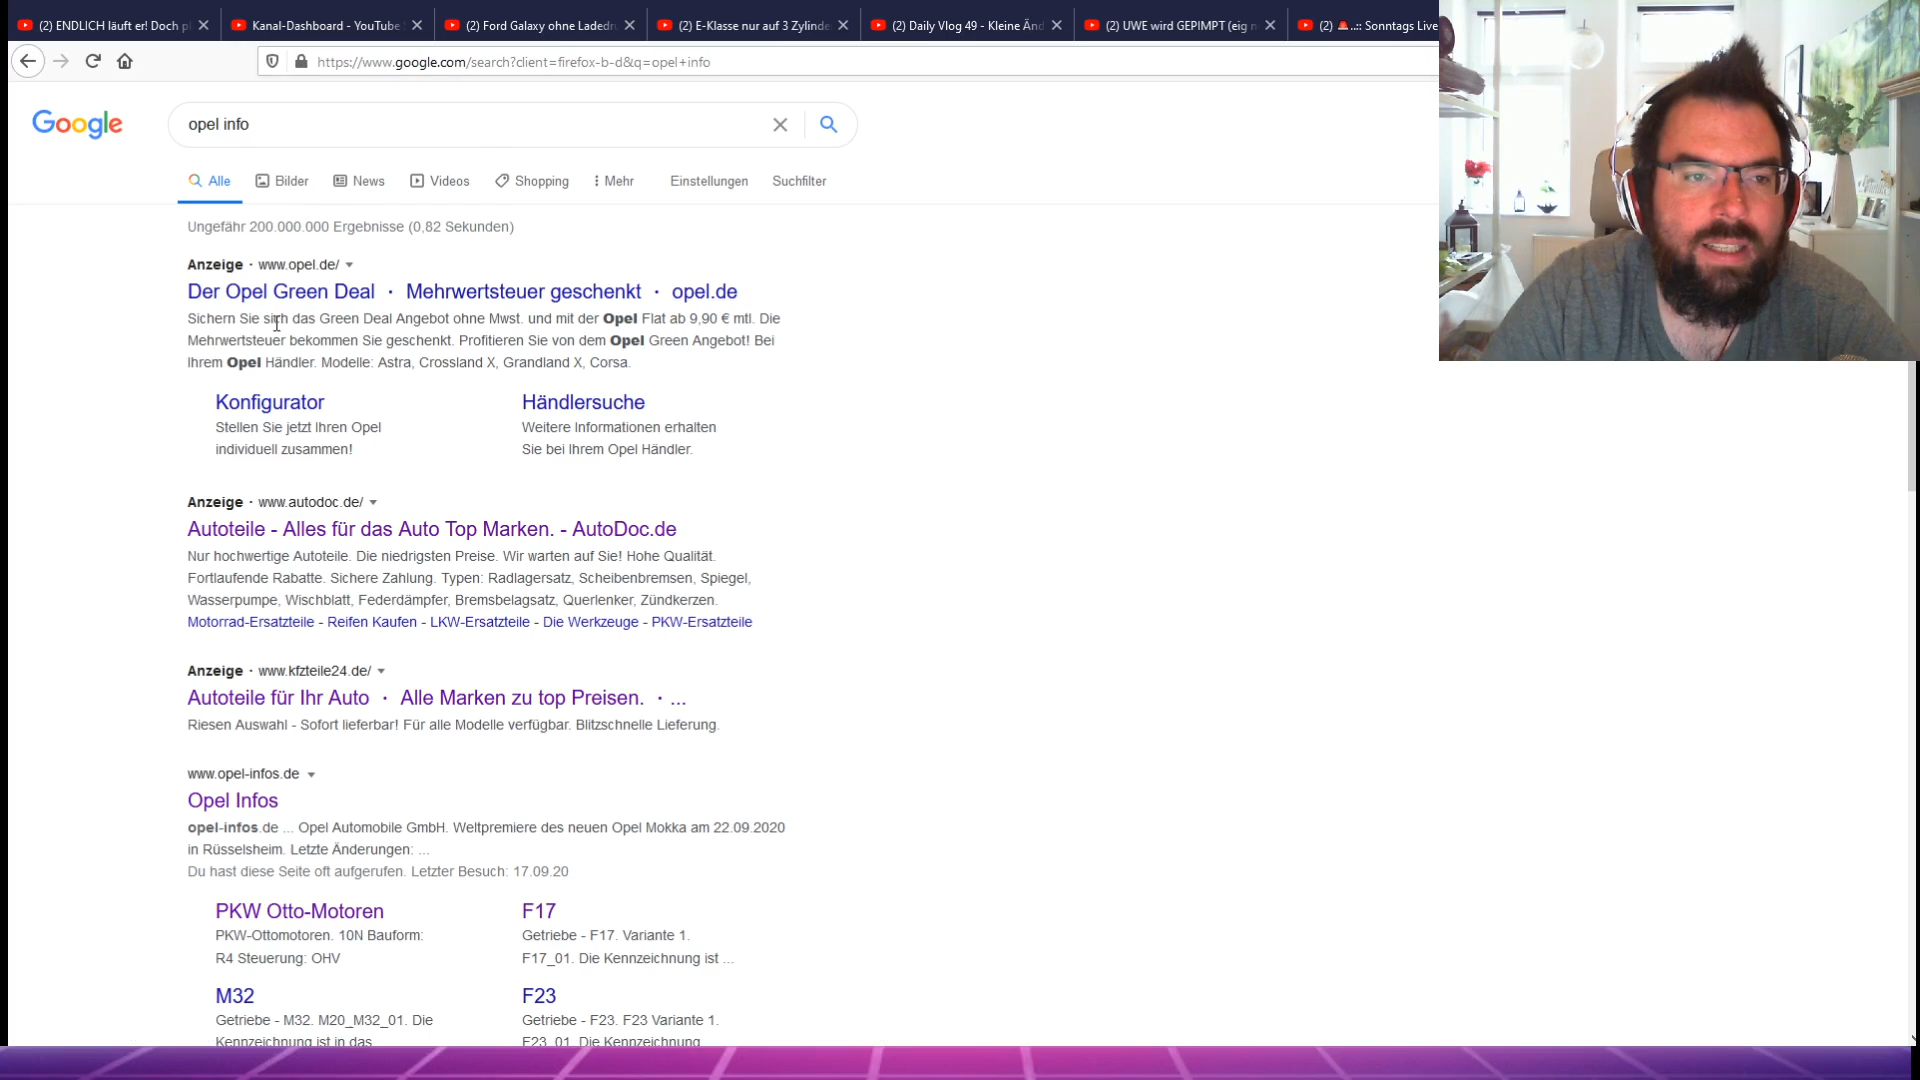 (2) ENDLICH läuft er! Doch pl
Kanal-Dashboard - YouTube
(2) Ford Galaxy ohne Ladedru
(2) E-Klasse nur auf 3 Zylinde
(2) Daily Vlog 49 - Kleine Änd
(2) UWE wird GEPIMPT (eig n
(2) 🚨..:: Sonntags Live
https://www.google.com/search?client=firefox-b-d&q=opel+info
Google
opel info
Alle Bilder News Videos Shopping Mehr Einstellungen Suchfilter
Ungefähr 200.000.000 Ergebnisse (0,82 Sekunden)
Anzeige · www.opel.de/
Der Opel Green Deal · Mehrwertsteuer geschenkt · opel.de
Sichern Sie sich das Green Deal Angebot ohne Mwst. und mit der Opel Flat ab 9,90 € mtl. Die
Mehrwertsteuer bekommen Sie geschenkt. Profitieren Sie von dem Opel Green Angebot! Bei
Ihrem Opel Händler. Modelle: Astra, Crossland X, Grandland X, Corsa.
Konfigurator
Stellen Sie jetzt Ihren Opel
individuell zusammen!
Händlersuche
Weitere Informationen erhalten
Sie bei Ihrem Opel Händler.
Anzeige · www.autodoc.de/
Autoteile - Alles für das Auto Top Marken. - AutoDoc.de
Nur hochwertige Autoteile. Die niedrigsten Preise. Wir warten auf Sie! Hohe Qualität.
Fortlaufende Rabatte. Sichere Zahlung. Typen: Radlagersatz, Scheibenbremsen, Spiegel,
Wasserpumpe, Wischblatt, Federdämpfer, Bremsbelagsatz, Querlenker, Zündkerzen.
Motorrad-Ersatzteile - Reifen Kaufen - LKW-Ersatzteile - Die Werkzeuge - PKW-Ersatzteile
Anzeige · www.kfzteile24.de/
Autoteile für Ihr Auto · Alle Marken zu top Preisen. · ...
Riesen Auswahl - Sofort lieferbar! Für alle Modelle verfügbar. Blitzschnelle Lieferung.
www.opel-infos.de
Opel Infos
opel-infos.de ... Opel Automobile GmbH. Weltpremiere des neuen Opel Mokka am 22.09.2020
in Rüsselsheim. Letzte Änderungen: ...
Du hast diese Seite oft aufgerufen. Letzter Besuch: 17.09.20
PKW Otto-Motoren
PKW-Ottomotoren. 10N Bauform:
R4 Steuerung: OHV
F17
Getriebe - F17. Variante 1.
F17_01. Die Kennzeichnung ist ...
M32
Getriebe - M32. M20_M32_01. Die
Kennzeichnung ist in das
F23
Getriebe - F23. F23 Variante 1.
F23_01. Die Kennzeichnung